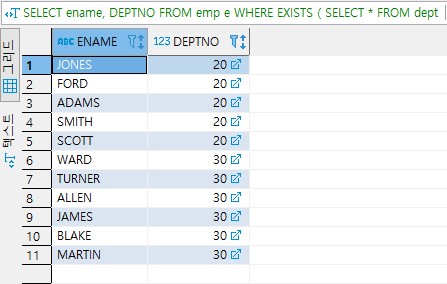 SELECT ename, DEPTNO FROM emp e WHERE EXISTS ( SELECT * FROM dept
그리드
텍스트
ABC ENAME 123 DEPTNO
1 JONES 20
2 FORD 20
3 ADAMS 20
4 SMITH 20
5 SCOTT 20
6 WARD 30
7 TURNER 30
8 ALLEN 30
9 JAMES 30
10 BLAKE 30
11 MARTIN 30